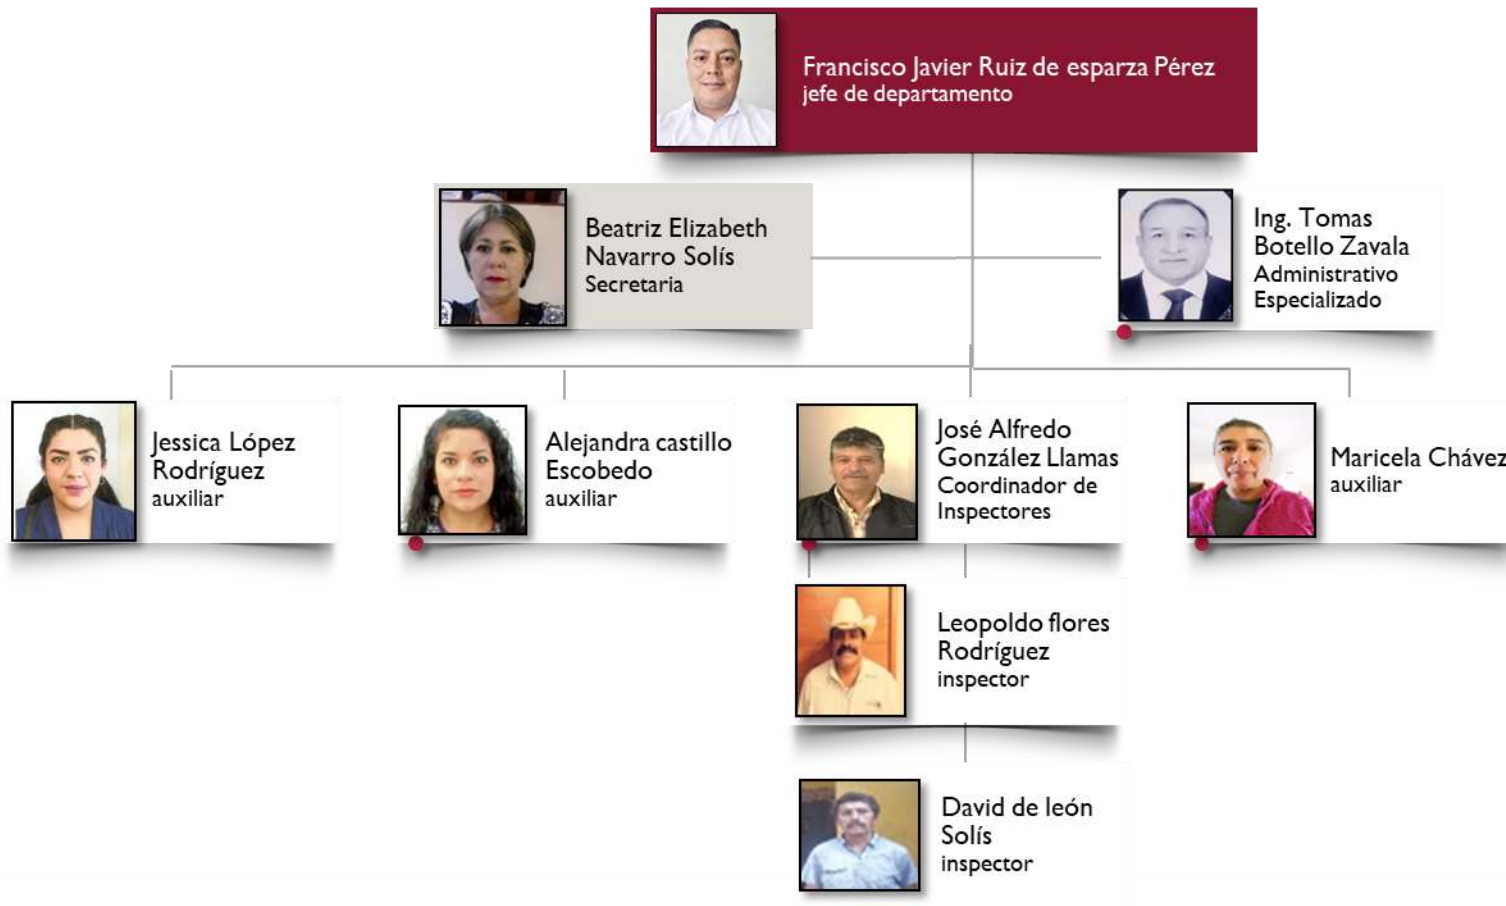 Francisco Javier Ruiz de esparza Pérez
jefe de departamento
Beatriz Elizabeth
Navarro Solís
Secretaria
Ing. Tomas
Botello Zavala
Administrativo
Especializado
Jessica López
Rodríguez
auxiliar
Alejandra castillo
Escobedo
auxiliar
José Alfredo
González Llamas
Coordinador de
Inspectores
Maricela Chávez
auxiliar
Leopoldo flores
Rodríguez
inspector
David de león
Solís
inspector